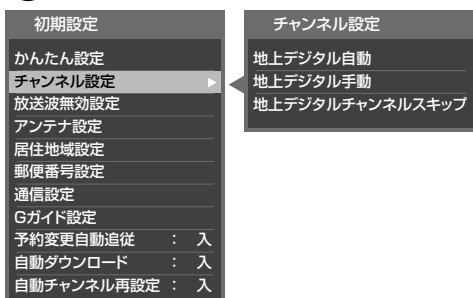 初期設定
かんたん設定
チャンネル設定
放送波無効設定
アンテナ設定
居住地域設定
郵便番号設定
通信設定
Gガイド設定
予約変更自動追従 : 入
自動ダウンロード : 入
自動チャンネル再設定 : 入
チャンネル設定
地上デジタル自動
地上デジタル手動
地上デジタルチャンネルスキップ